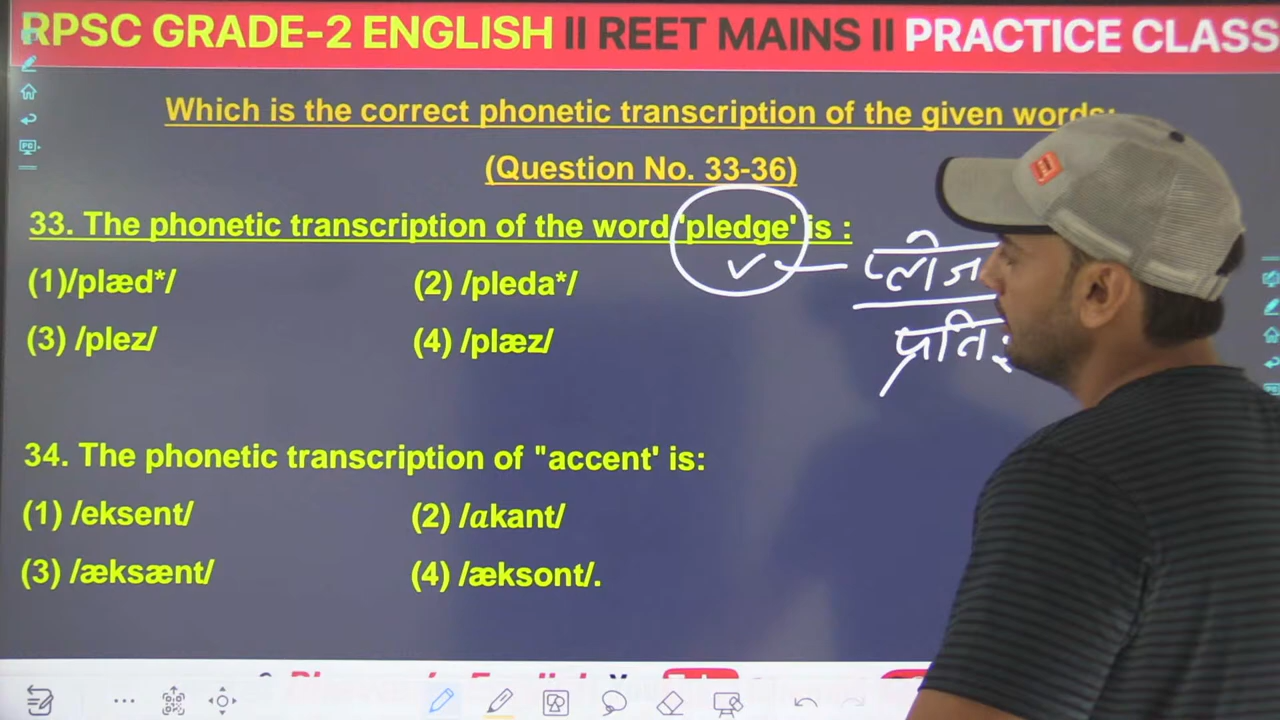 RPSC GRADE-2 ENGLISH II REET MAINS II PRACTICE CLASS
Which is the correct phonetic transcription of the given words:
(Question No. 33-36)
33. The phonetic transcription of the word 'pledge' is :
(1)/plæd*/ (2) /pleda*/
(3) /plez/ (4) /plæz/
34. The phonetic transcription of "accent' is:
(1) /eksent/ (2) /akant/
(3) /æksænt/ (4) /æksont/.